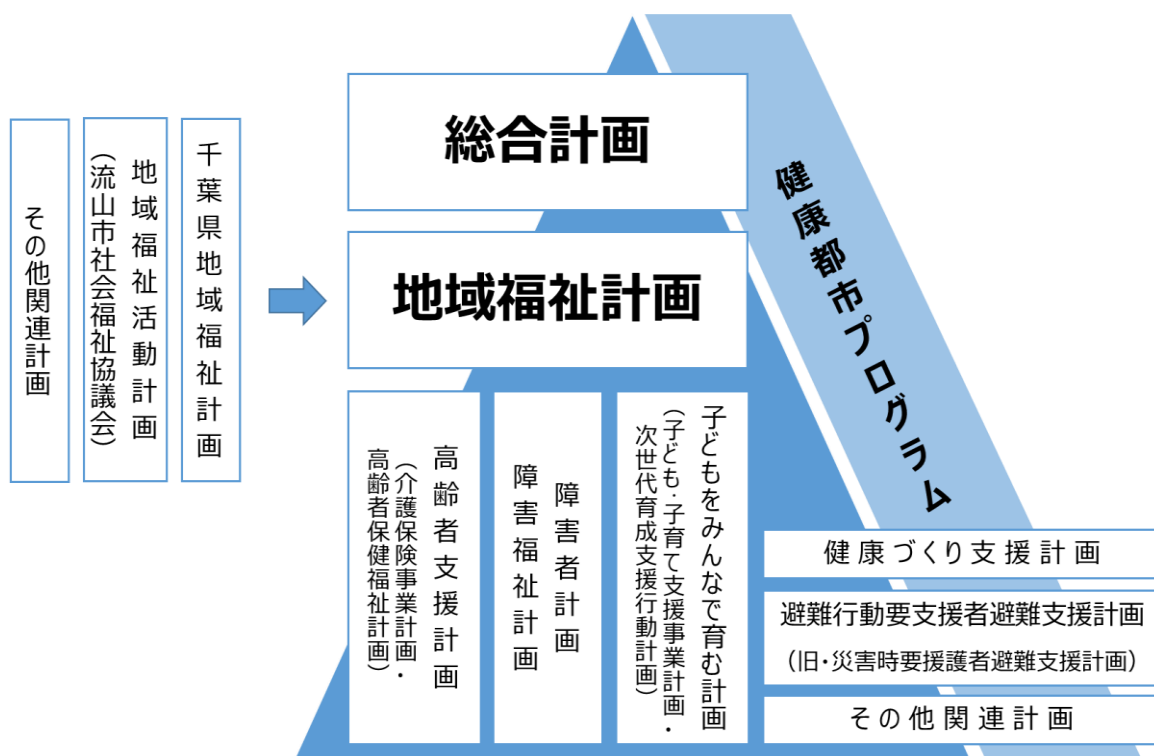 総合計画
地域福祉計画
千葉県地域福祉計画
地域福祉活動計画
(流山市社会福祉協議会)
その他関連計画
健康都市プログラム
子どもをみんなで育む計画
(子ども・子育て支援事業計画・
次世代育成支援行動計画)
障害者計画
障害福祉計画
高齢者支援計画
(介護保険事業計画・
高齢者保健福祉計画)
健康づくり支援計画
避難行動要支援者避難支援計画
(旧・災害時要援護者避難支援計画)
その他関連計画